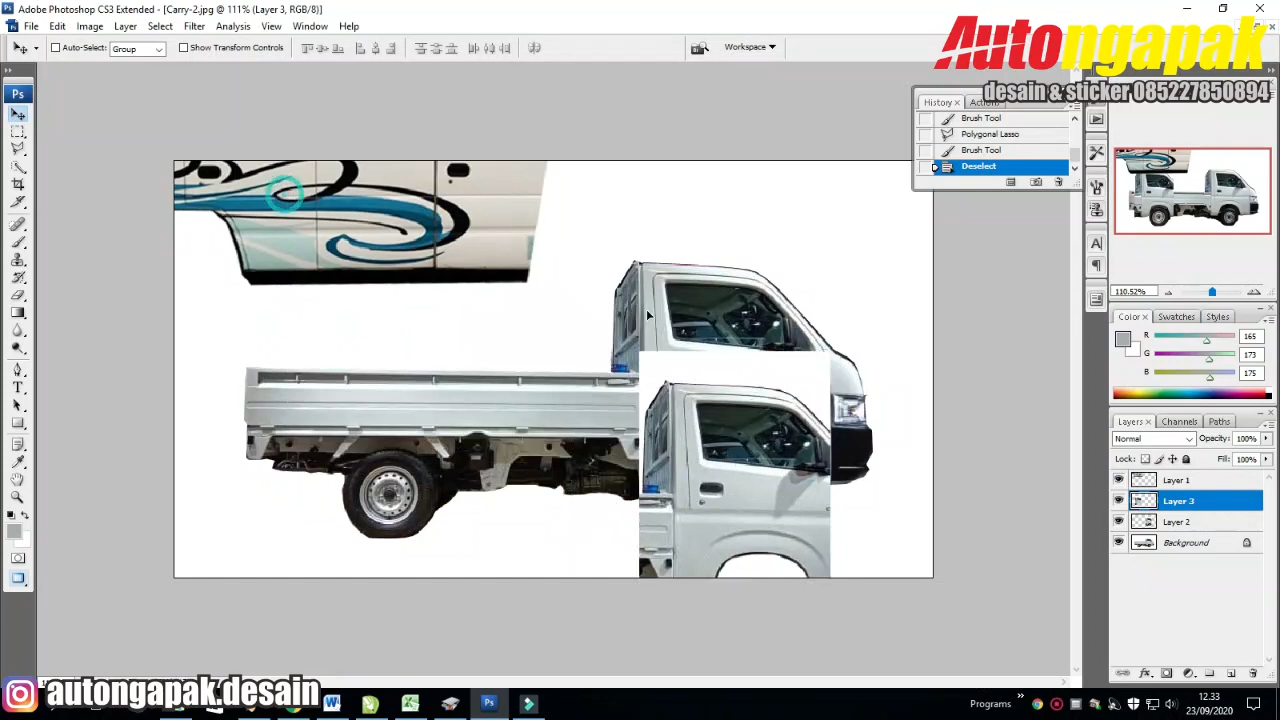 Adobe Photoshop CS3 Extended - [Carry-2.jpg @ 111% (Layer 3, RGB/8)]
File Edit Image Layer Select Filter Analysis View Window Help
Auto-Select: Group Show Transform Controls Workspace
Autongapak
desain & sticker 085227850894
Ps
History Actions
Brush Tool
Polygonal Lasso
Brush Tool
Deselect
110.52%
Color Swatches Styles
R 165
G 173
B 175
Layers Channels Paths
Normal Opacity: 100%
Lock: Fill: 100%
Layer 1
Layer 3
Layer 2
Background
autongapak.desain
Programs
12.33
23/09/2020